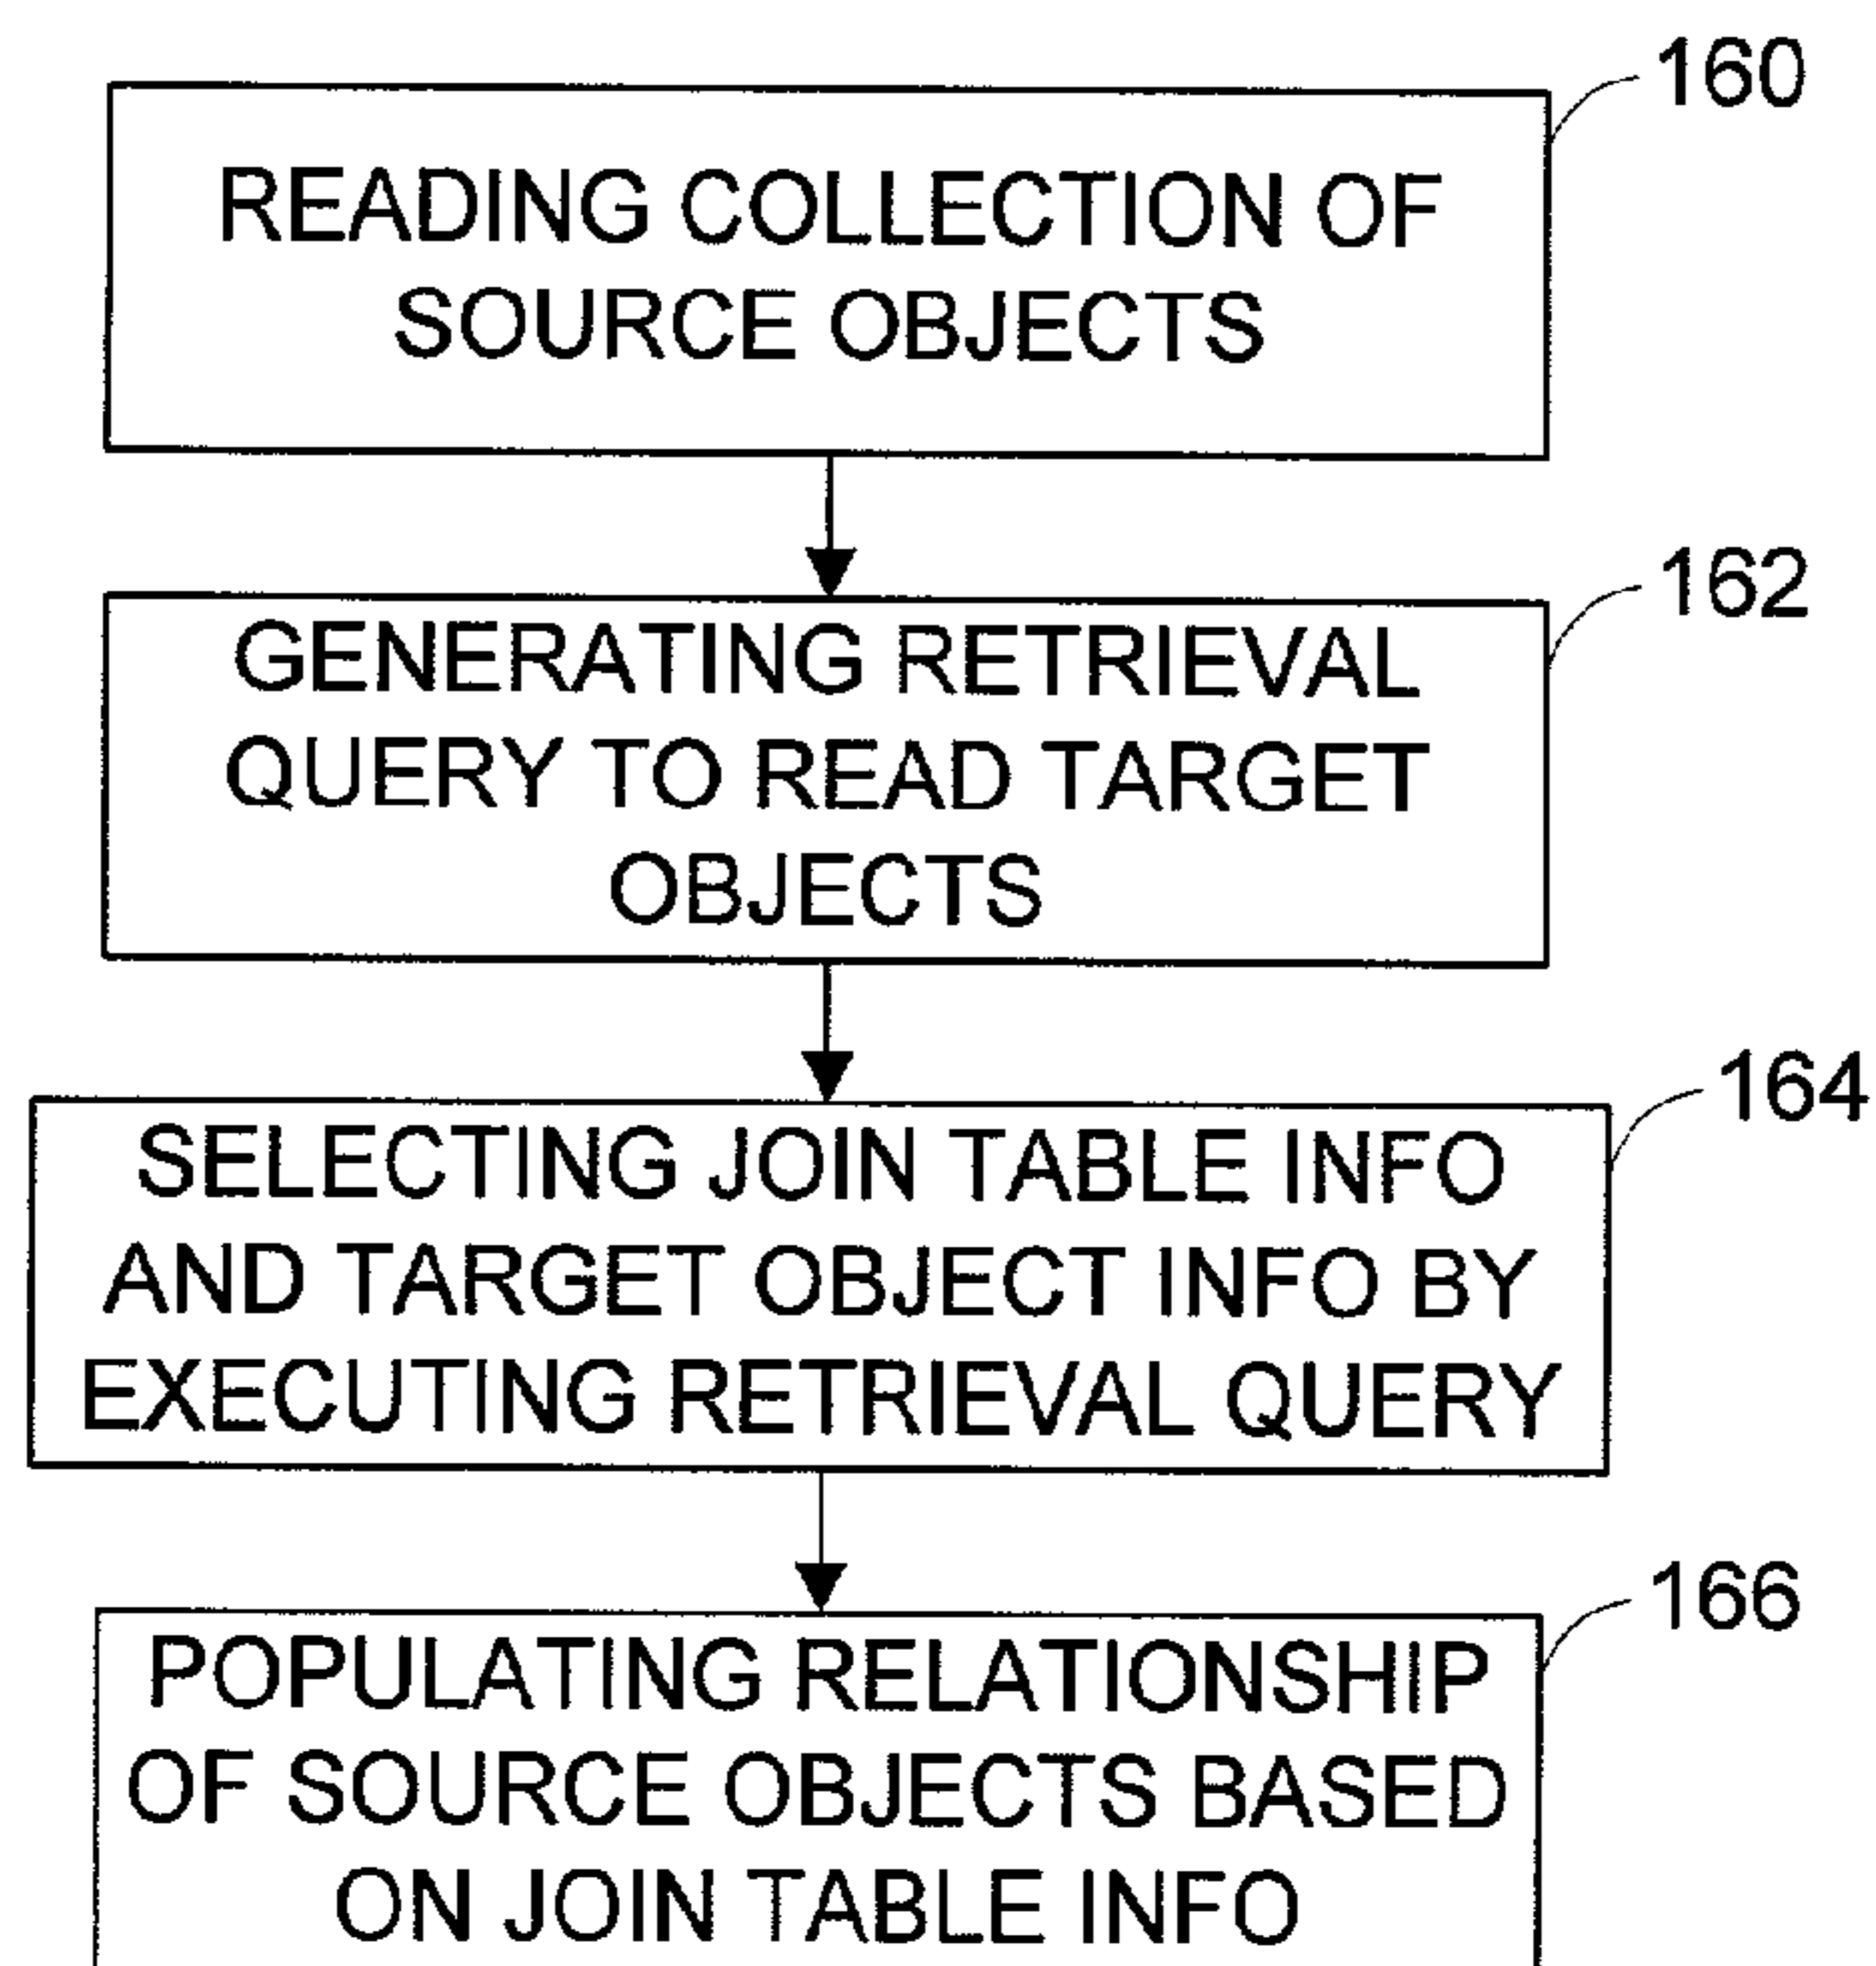 160
READING COLLECTION OF
SOURCE OBJECTS
162
GENERATING RETRIEVAL
QUERY TO READ TARGET
OBJECTS
164
SELECTING JOIN TABLE INFO
AND TARGET OBJECT INFO BY
EXECUTING RETRIEVAL QUERY
166
POPULATING RELATIONSHIP
OF SOURCE OBJECTS BASED
ON JOIN TABLE INFO